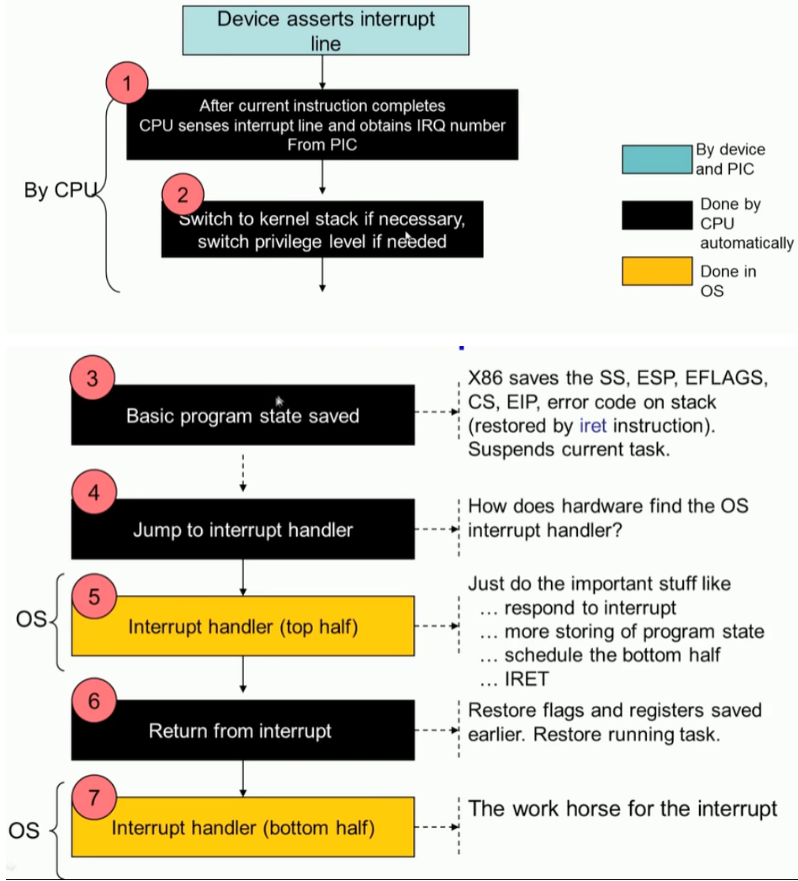 Device asserts interrupt
line
1
After current instruction completes
CPU senses interrupt line and obtains IRQ number
From PIC
By CPU
2
Switch to kernel stack if necessary,
switch privilege level if needed
By device
and PIC
Done by
CPU
automatically
Done in
OS
3
Basic program state saved
X86 saves the SS, ESP, EFLAGS,
CS, EIP, error code on stack
(restored by iret instruction).
Suspends current task.
4
Jump to interrupt handler
How does hardware find the OS
interrupt handler?
OS
5
Interrupt handler (top half)
Just do the important stuff like
… respond to interrupt
… more storing of program state
… schedule the bottom half
… IRET
6
Return from interrupt
Restore flags and registers saved
earlier. Restore running task.
OS
7
Interrupt handler (bottom half)
The work horse for the interrupt